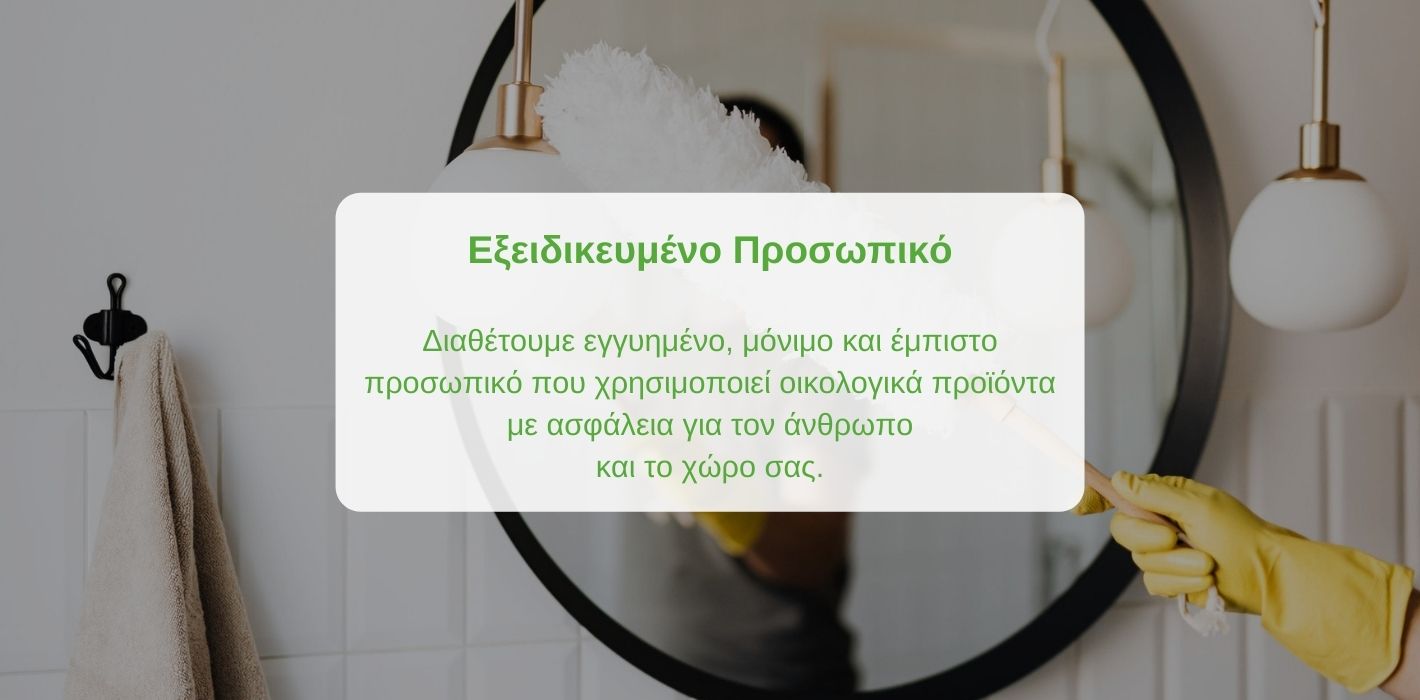 Εξειδικευμένο Προσωπικό
Διαθέτουμε εγγυημένο, μόνιμο και έμπιστο
προσωπικό που χρησιμοποιεί οικολογικά προϊόντα
με ασφάλεια για τον άνθρωπο
και το χώρο σας.